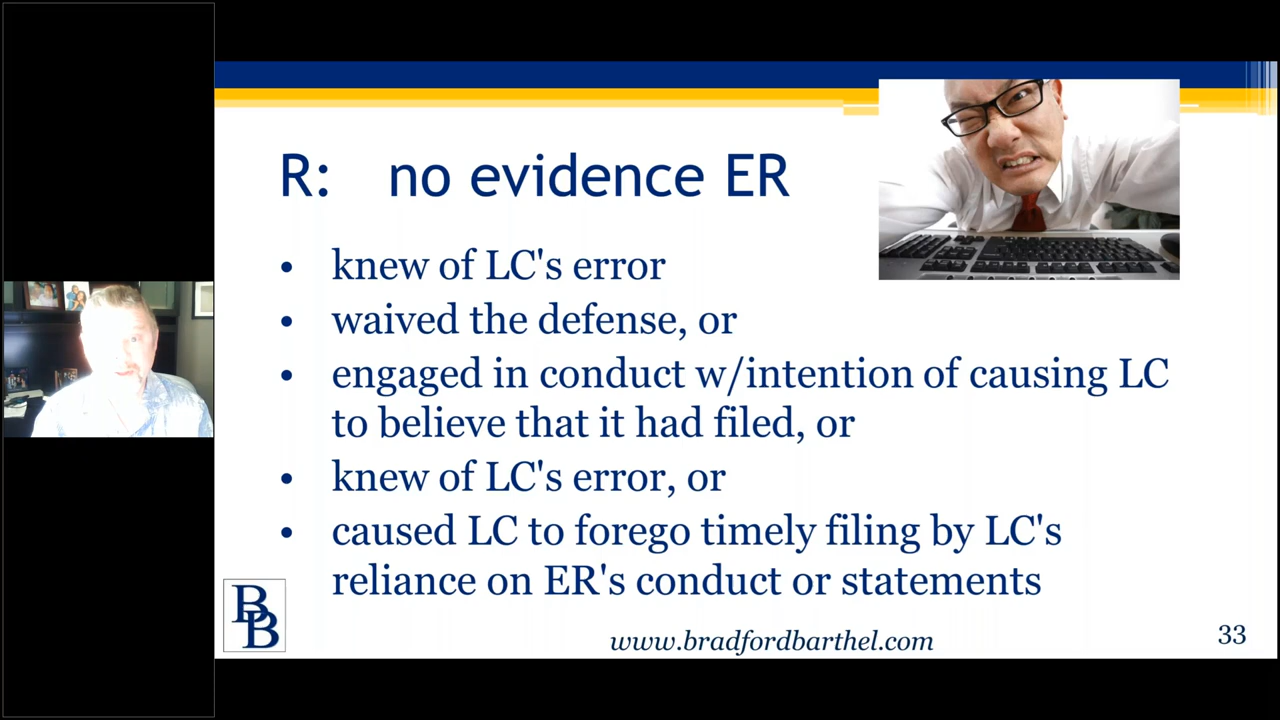 R: no evidence ER
• knew of LC's error
• waived the defense, or
• engaged in conduct w/intention of causing LC
to believe that it had filed, or
• knew of LC's error, or
• caused LC to forego timely filing by LC's
reliance on ER's conduct or statements
BB
www.bradfordbarthel.com
33